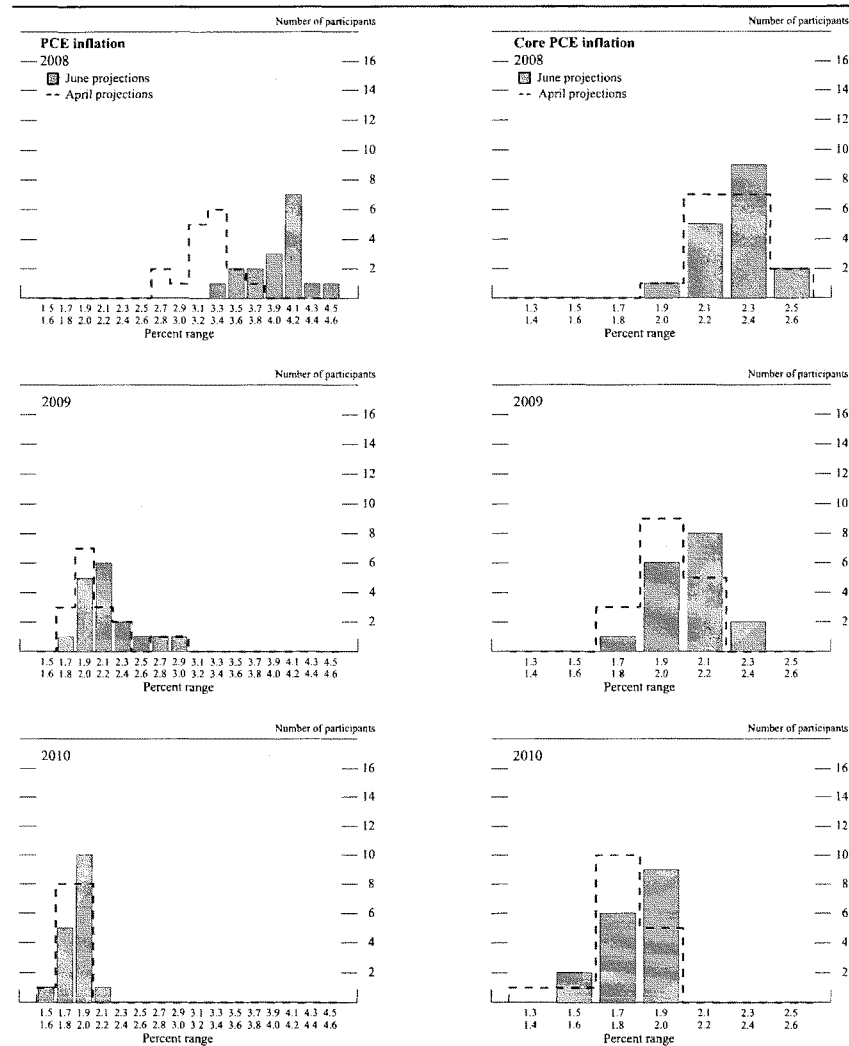 Number of participants
PCE inflation
2008
June projections
April projections
16
14
12
10
8
6
4
2
1.5 1.7 1.9 2.1 2.3 2.5 2.7 2.9 3.1 3.3 3.5 3.7 3.9 4.1 4.3 4.5
1.6 1.8 2.0 2.2 2.4 2.6 2.8 3.0 3.2 3.4 3.6 3.8 4.0 4.2 4.4 4.6
Percent range
Number of participants
Core PCE inflation
2008
June projections
April projections
16
14
12
10
8
6
4
2
1.3 1.5 1.7 1.9 2.1 2.3 2.5
1.4 1.6 1.8 2.0 2.2 2.4 2.6
Percent range
Number of participants
2009
16
14
12
10
8
6
4
2
1.5 1.7 1.9 2.1 2.3 2.5 2.7 2.9 3.1 3.3 3.5 3.7 3.9 4.1 4.3 4.5
1.6 1.8 2.0 2.2 2.4 2.6 2.8 3.0 3.2 3.4 3.6 3.8 4.0 4.2 4.4 4.6
Percent range
Number of participants
2009
16
14
12
10
8
6
4
2
1.3 1.5 1.7 1.9 2.1 2.3 2.5
1.4 1.6 1.8 2.0 2.2 2.4 2.6
Percent range
Number of participants
2010
16
14
12
10
8
6
4
2
1.5 1.7 1.9 2.1 2.3 2.5 2.7 2.9 3.1 3.3 3.5 3.7 3.9 4.1 4.3 4.5
1.6 1.8 2.0 2.2 2.4 2.6 2.8 3.0 3.2 3.4 3.6 3.8 4.0 4.2 4.4 4.6
Percent range
Number of participants
2010
16
14
12
10
8
6
4
2
1.3 1.5 1.7 1.9 2.1 2.3 2.5
1.4 1.6 1.8 2.0 2.2 2.4 2.6
Percent range